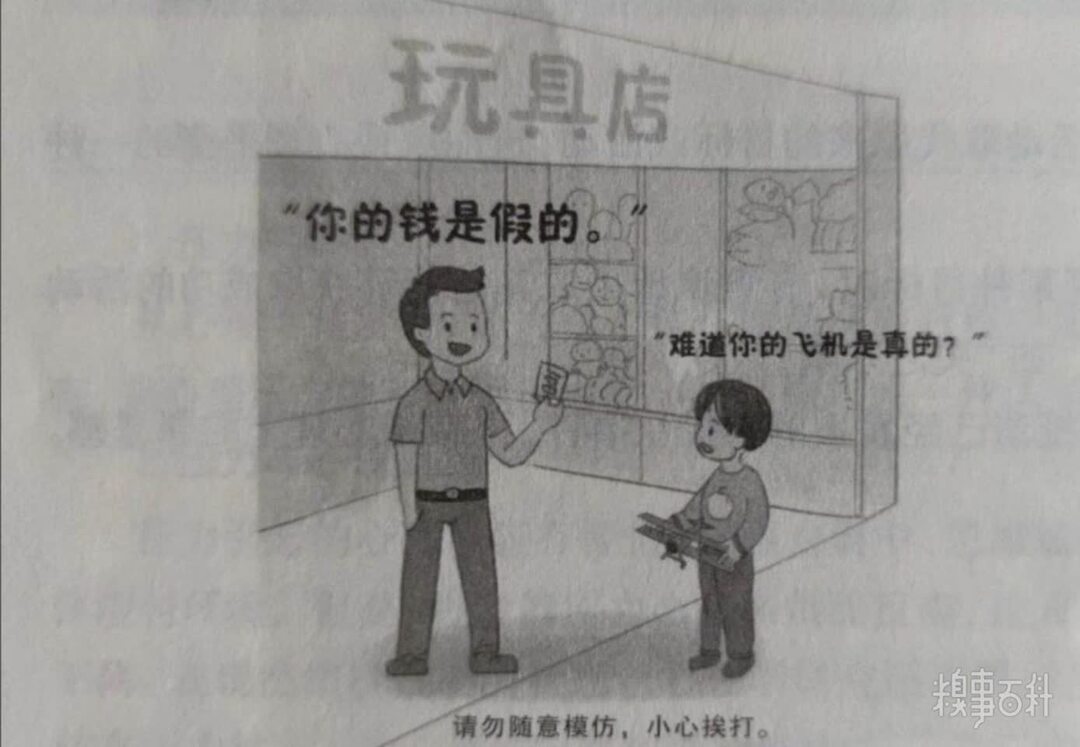 玩具店
“你的钱是假的。”
“难道你的飞机是真的？”
请勿随意模仿，小心挨打。
糗事百科